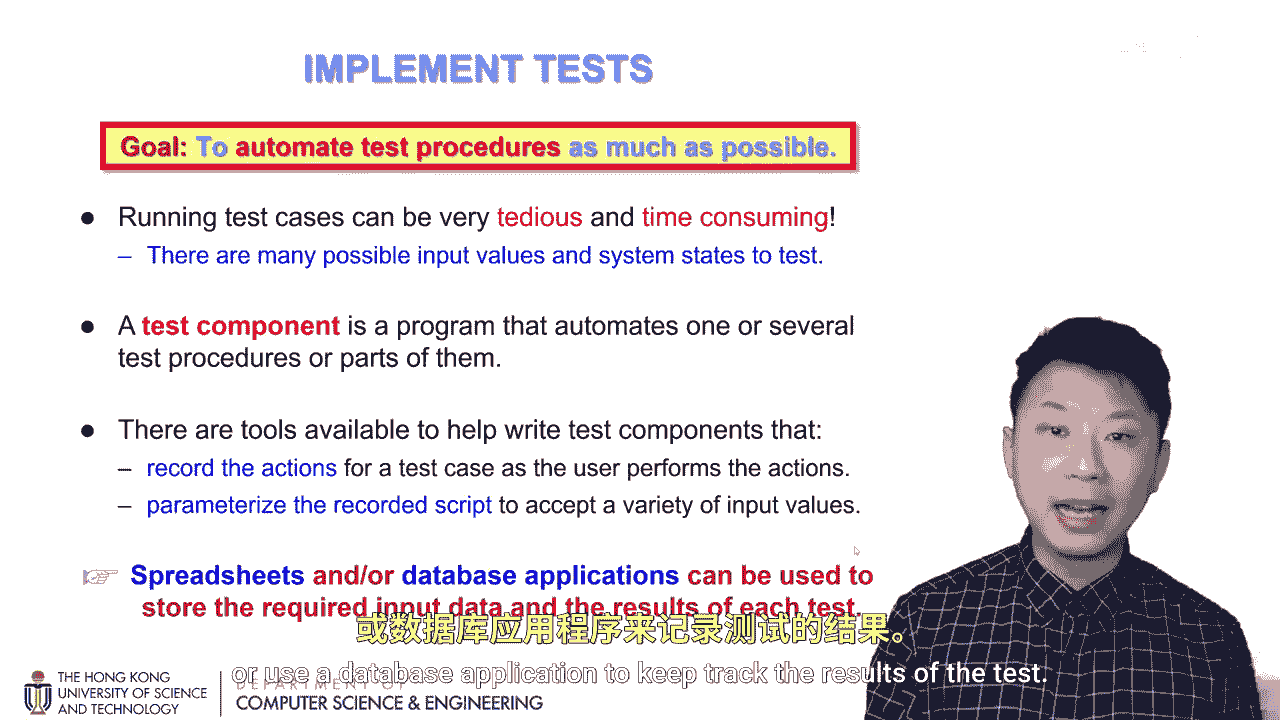 IMPLEMENT TESTS
Goal: To automate test procedures as much as possible.
● Running test cases can be very tedious and time consuming!
– There are many possible input values and system states to test.
● A test component is a program that automates one or several
test procedures or parts of them.
● There are tools available to help write test components that:
– record the actions for a test case as the user performs the actions.
– parameterize the recorded script to accept a variety of input values.
☞ Spreadsheets and/or database applications can be used to
store the required input data and the results of each test.
或数据库应用程序来记录测试的结果。
or use a database application to keep track the results of the test.
THE HONG KONG
UNIVERSITY OF SCIENCE
AND TECHNOLOGY
DEPARTMENT OF
COMPUTER SCIENCE & ENGINEERING